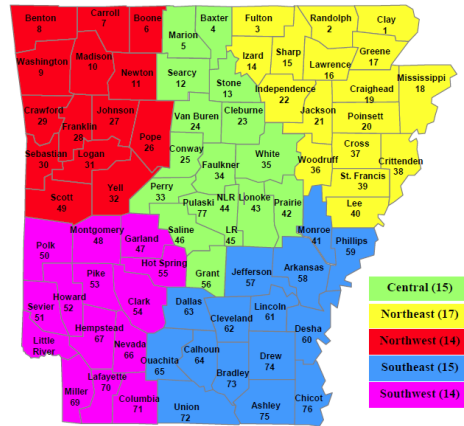 Benton
8
Carroll
7
Boone
6
Marion
5
Baxter
4
Fulton
3
Randolph
2
Clay
1
Washington
9
Madison
10
Newton
11
Searcy
12
Stone
13
Izard
14
Sharp
15
Lawrence
16
Greene
17
Mississippi
18
Craighead
19
Poinsett
20
Jackson
21
Independence
22
Cleburne
23
Van Buren
24
Conway
25
Pope
26
Johnson
27
Franklin
28
Crawford
29
Sebastian
30
Logan
31
Yell
32
Perry
33
Faulkner
34
White
35
Woodruff
36
Cross
37
Crittenden
38
St. Francis
39
Lee
40
Monroe
41
Prairie
42
Lonoke
43
NLR
44
LR
45
Pulaski
77
Saline
46
Garland
47
Montgomery
48
Scott
49
Polk
50
Sevier
51
Howard
52
Pike
53
Clark
54
Hot Spring
55
Grant
56
Jefferson
57
Arkansas
58
Phillips
59
Desha
60
Lincoln
61
Cleveland
62
Dallas
63
Calhoun
64
Ouachita
65
Nevada
66
Hempstead
67
Little
River
Miller
69
Lafayette
70
Columbia
71
Union
72
Bradley
73
Drew
74
Ashley
75
Chicot
76
Central (15)
Northeast (17)
Northwest (14)
Southeast (15)
Southwest (14)